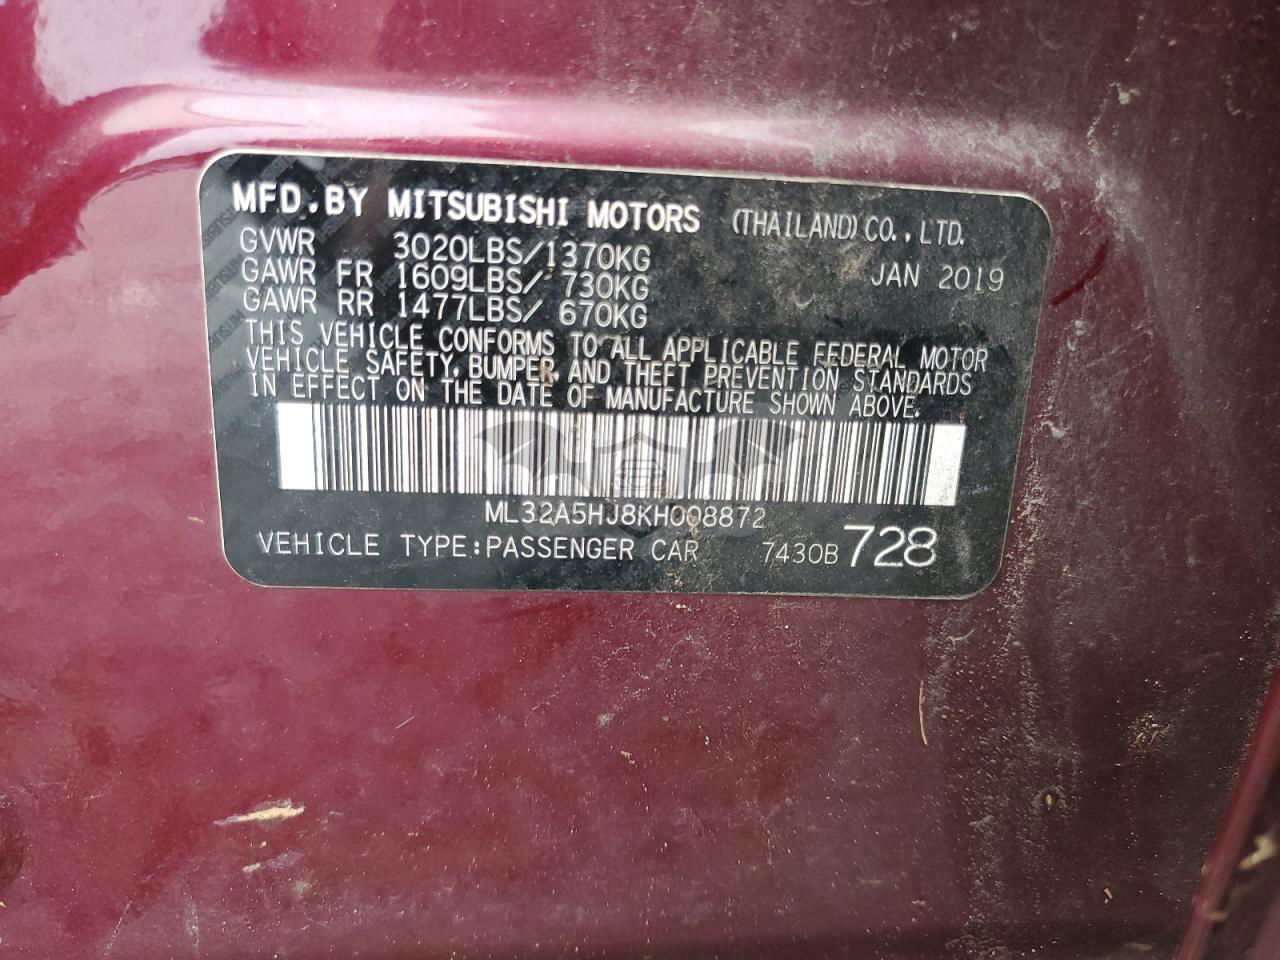 MFD.BY MITSUBISHI MOTORS (THAILAND) CO., LTD.
GVWR 3020LBS/1370KG JAN 2019
GAWR FR 1609LBS/ 730KG
GAWR RR 1477LBS/ 670KG
THIS VEHICLE CONFORMS TO ALL APPLICABLE FEDERAL MOTOR
VEHICLE SAFETY, BUMPER, AND THEFT PREVENTION STANDARDS
IN EFFECT ON THE DATE OF MANUFACTURE SHOWN ABOVE.
ML32A5HJ8KH008872
VEHICLE TYPE:PASSENGER CAR 7430B 728